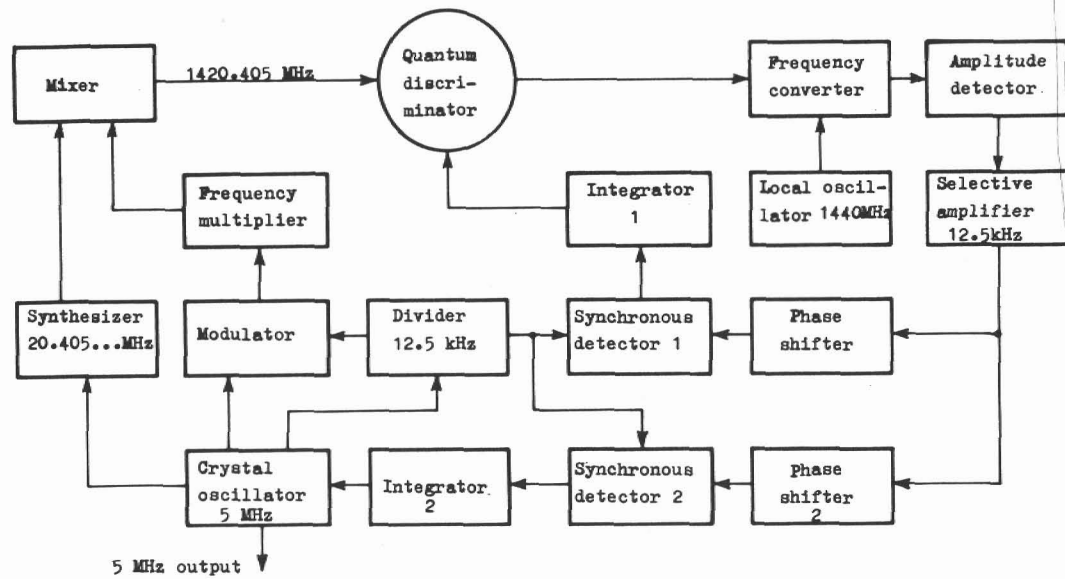 Mixer
1420.405 MHz
Quantum
discri-
minator
Frequency
converter
Amplitude
detector
Frequency
multiplier
Integrator
1
Local oscil-
lator 1440MHz
Selective
amplifier
12.5kHz
Synthesizer
20.405...MHz
Modulator
Divider
12.5 kHz
Synchronous
detector 1
Phase
shifter
Crystal
oscillator
5 MHz
Integrator
2
Synchronous
detector 2
Phase
shifter
2
5 MHz output